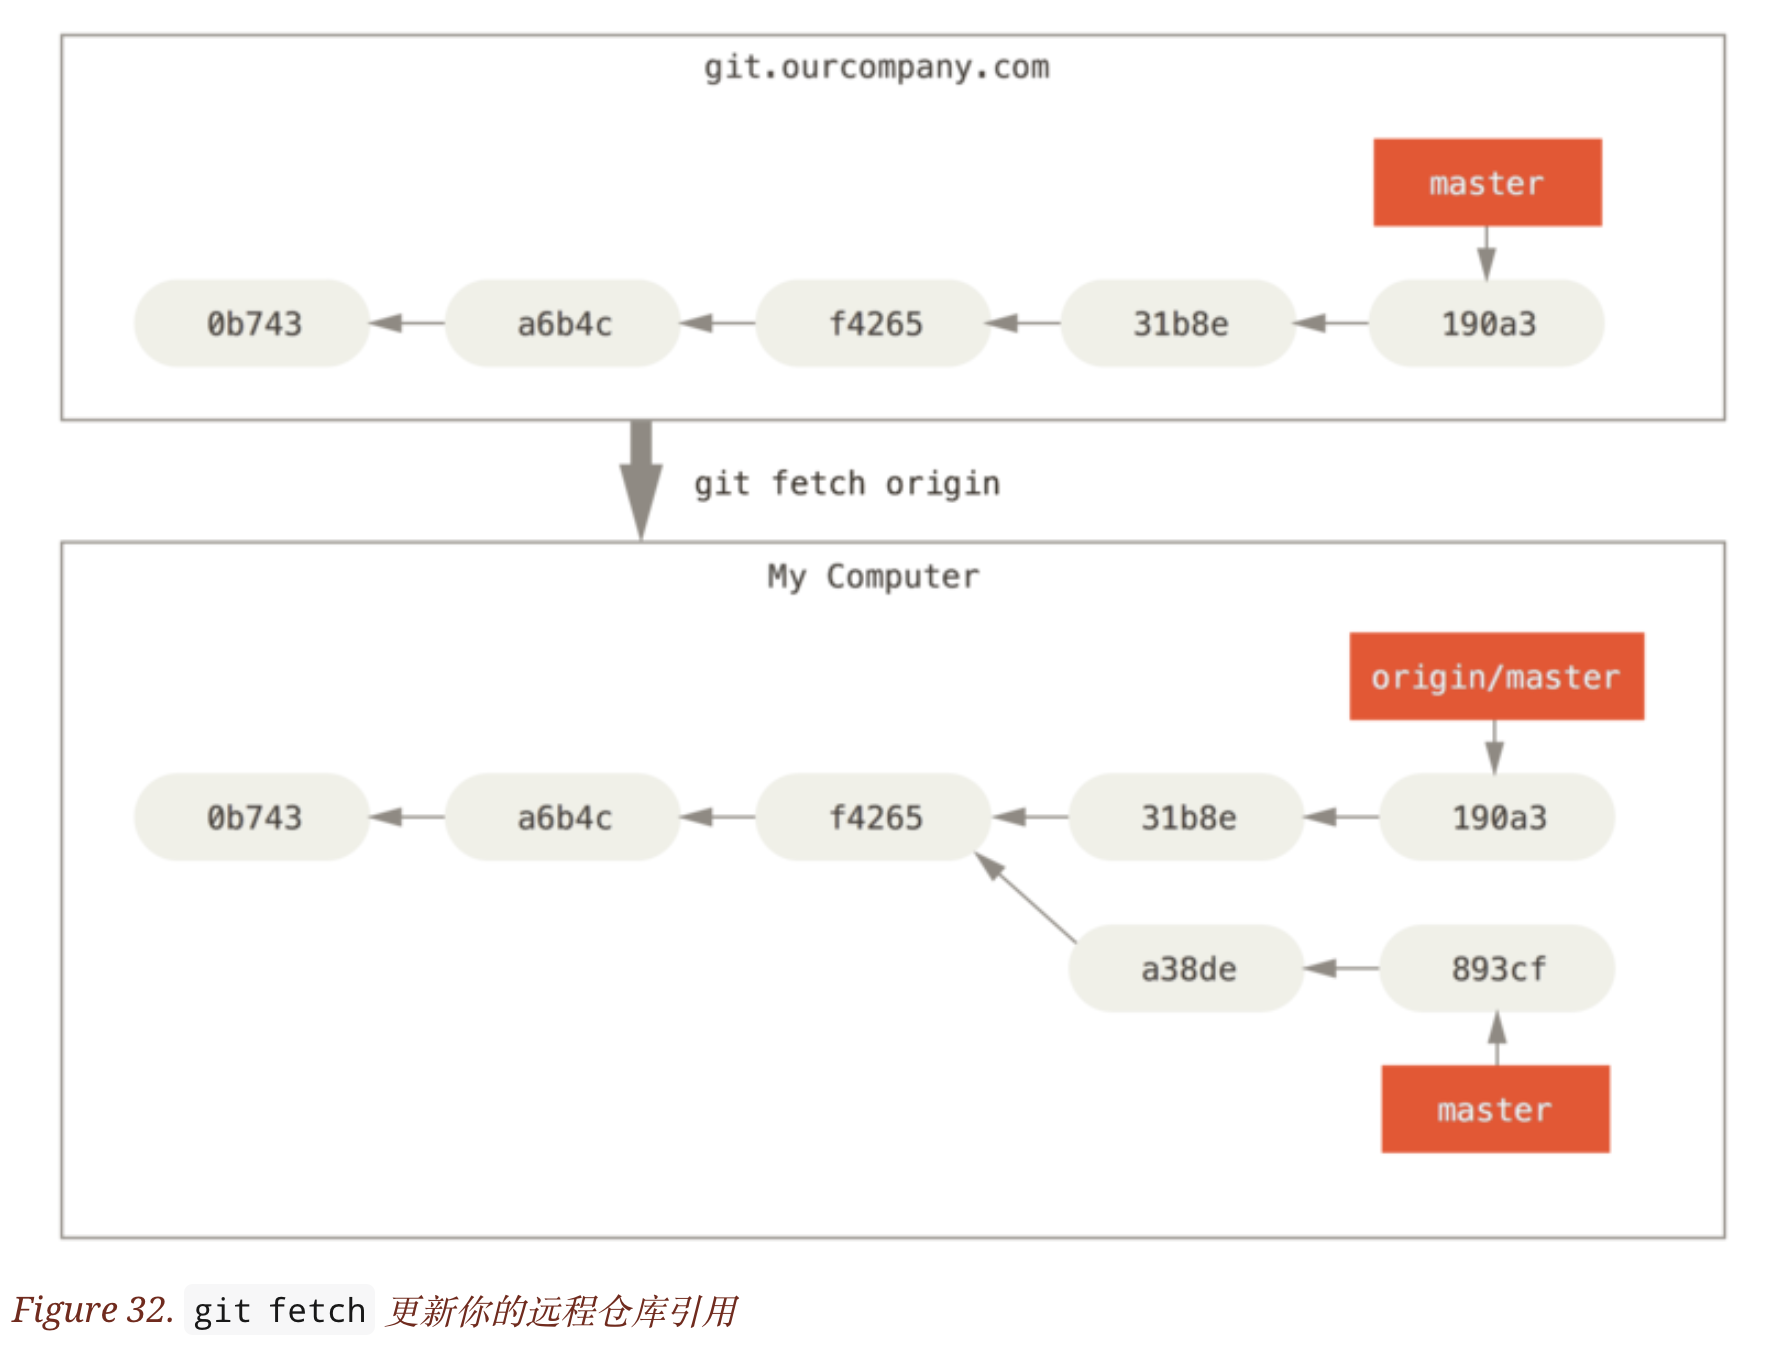 git.ourcompany.com
master
0b743 a6b4c f4265 31b8e 190a3
git fetch origin
My Computer
origin/master
0b743 a6b4c f4265 31b8e 190a3
a38de 893cf
master
Figure 32. git fetch 更新你的远程仓库引用